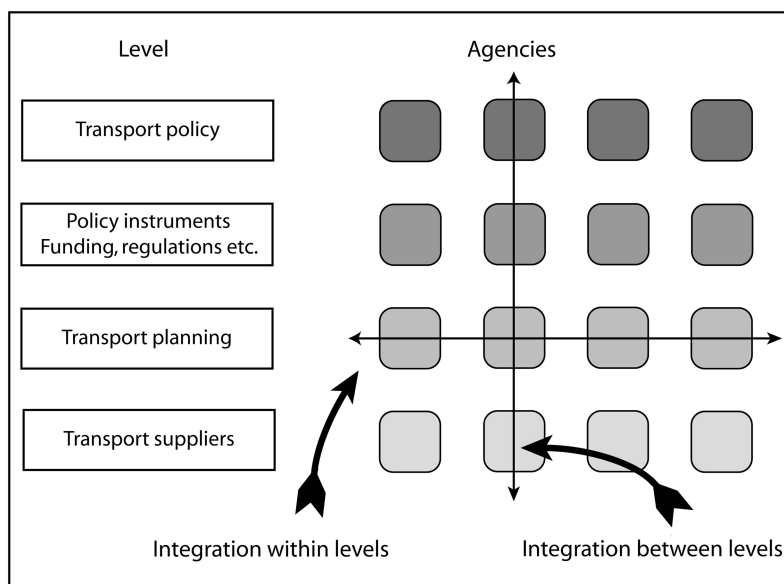 Level
Agencies
Transport policy
Policy instruments
Funding, regulations etc.
Transport planning
Transport suppliers
Integration within levels
Integration between levels